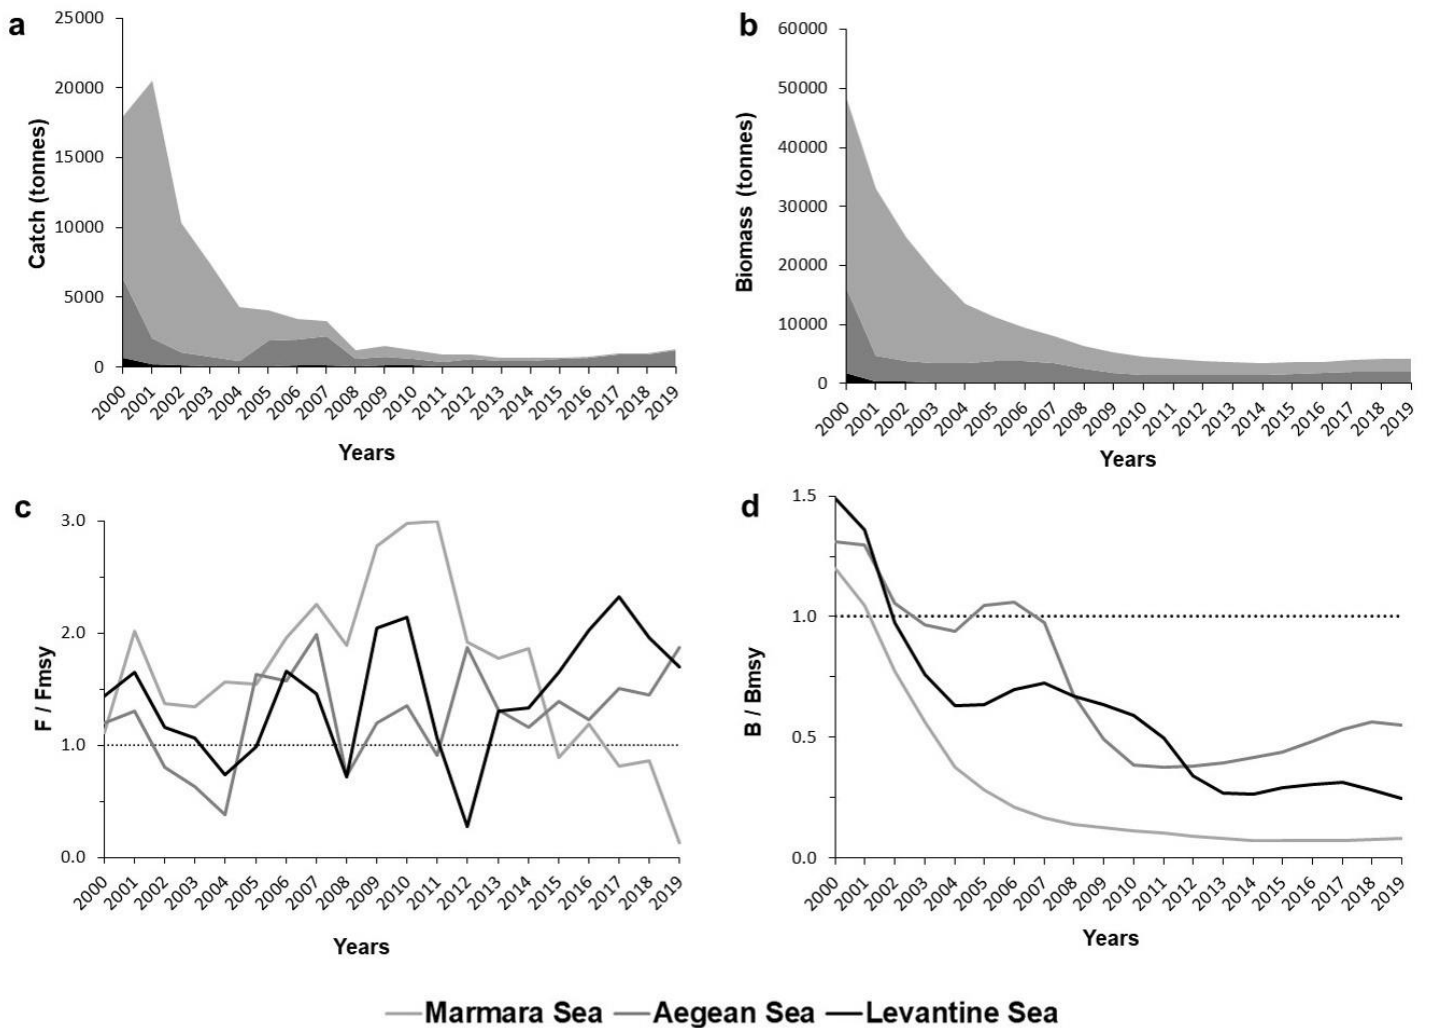 a
Catch (tonnes)
25000
20000
15000
10000
5000
0
2000 2001 2002 2003 2004 2005 2006 2007 2008 2009 2010 2011 2012 2013 2014 2015 2016 2017 2018 2019
Years
b
Biomass (tonnes)
60000
50000
40000
30000
20000
10000
0
2000 2001 2002 2003 2004 2005 2006 2007 2008 2009 2010 2011 2012 2013 2014 2015 2016 2017 2018 2019
Years
c
F / Fmsy
3.0
2.0
1.0
0.0
2000 2001 2002 2003 2004 2005 2006 2007 2008 2009 2010 2011 2012 2013 2014 2015 2016 2017 2018 2019
Years
d
B / Bmsy
1.5
1.0
0.5
0.0
2000 2001 2002 2003 2004 2005 2006 2007 2008 2009 2010 2011 2012 2013 2014 2015 2016 2017 2018 2019
Years
Marmara Sea Aegean Sea Levantine Sea